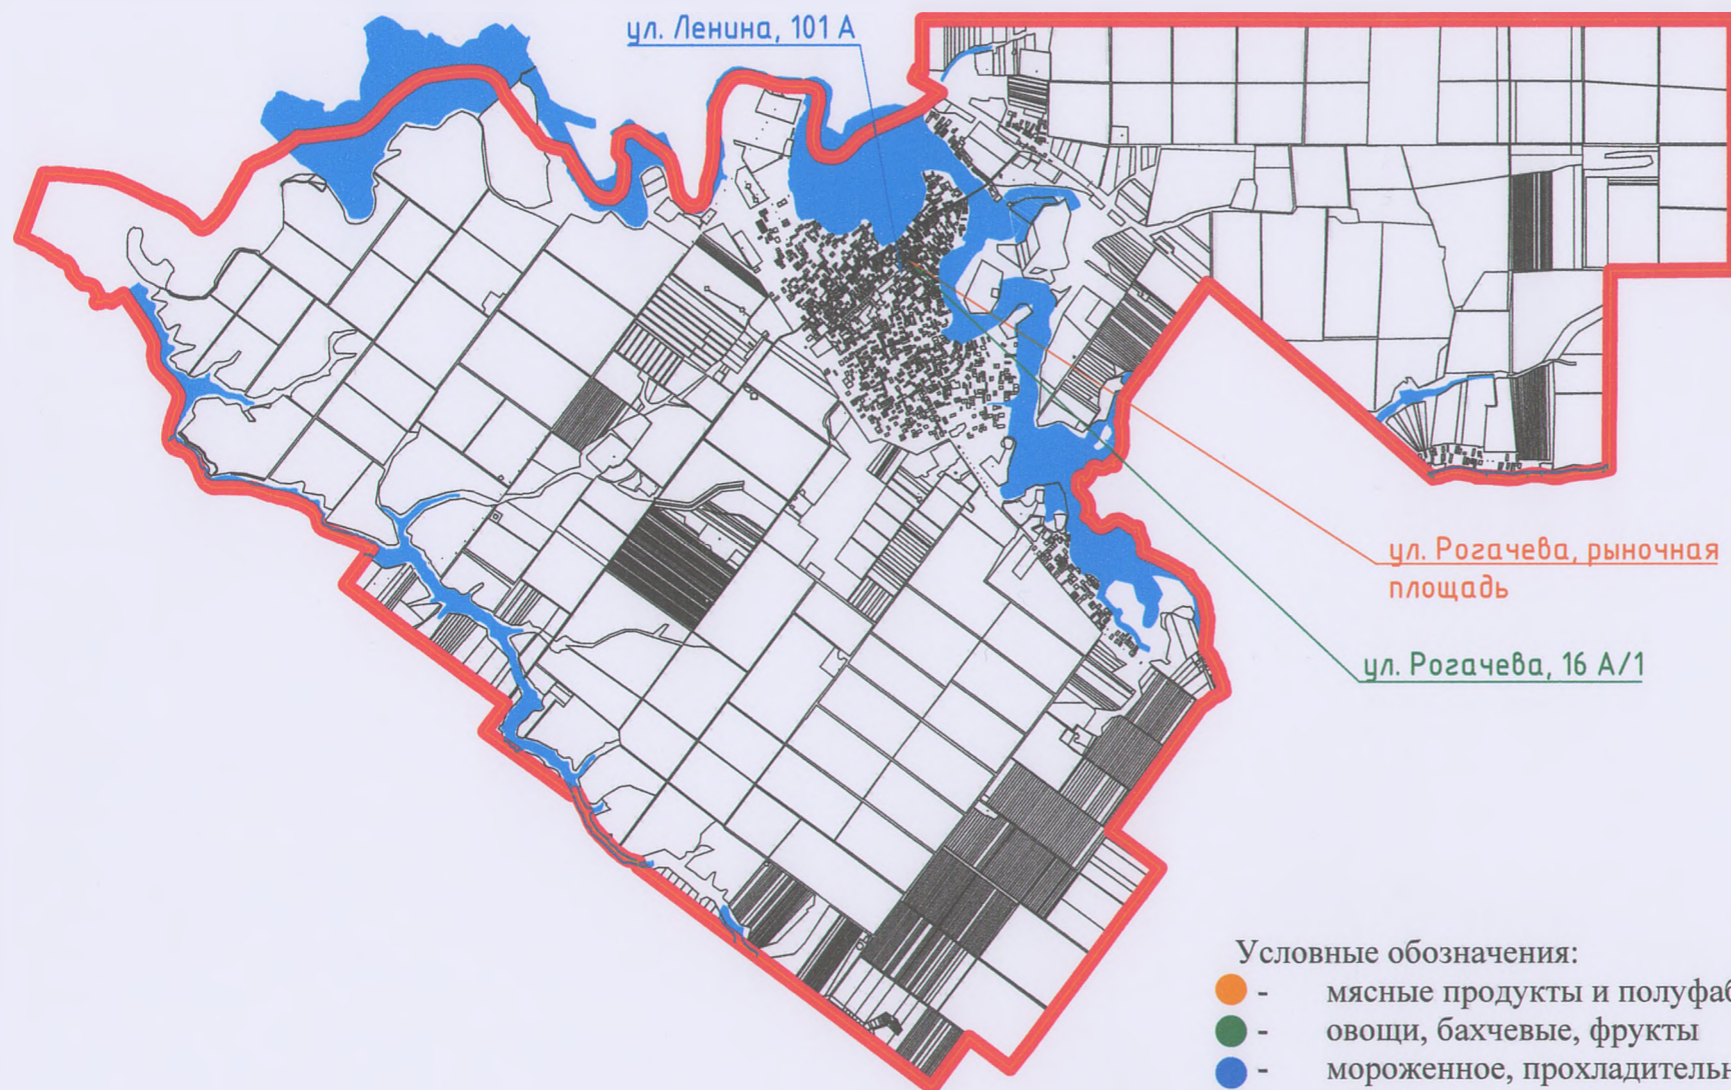 ул. Ленина, 101 А
ул. Рогачева, рыночная
площадь
ул. Рогачева, 16 А/1
Условные обозначения:
- мясные продукты и полуфаб
- овощи, бахчевые, фрукты
- мороженное, прохладительн